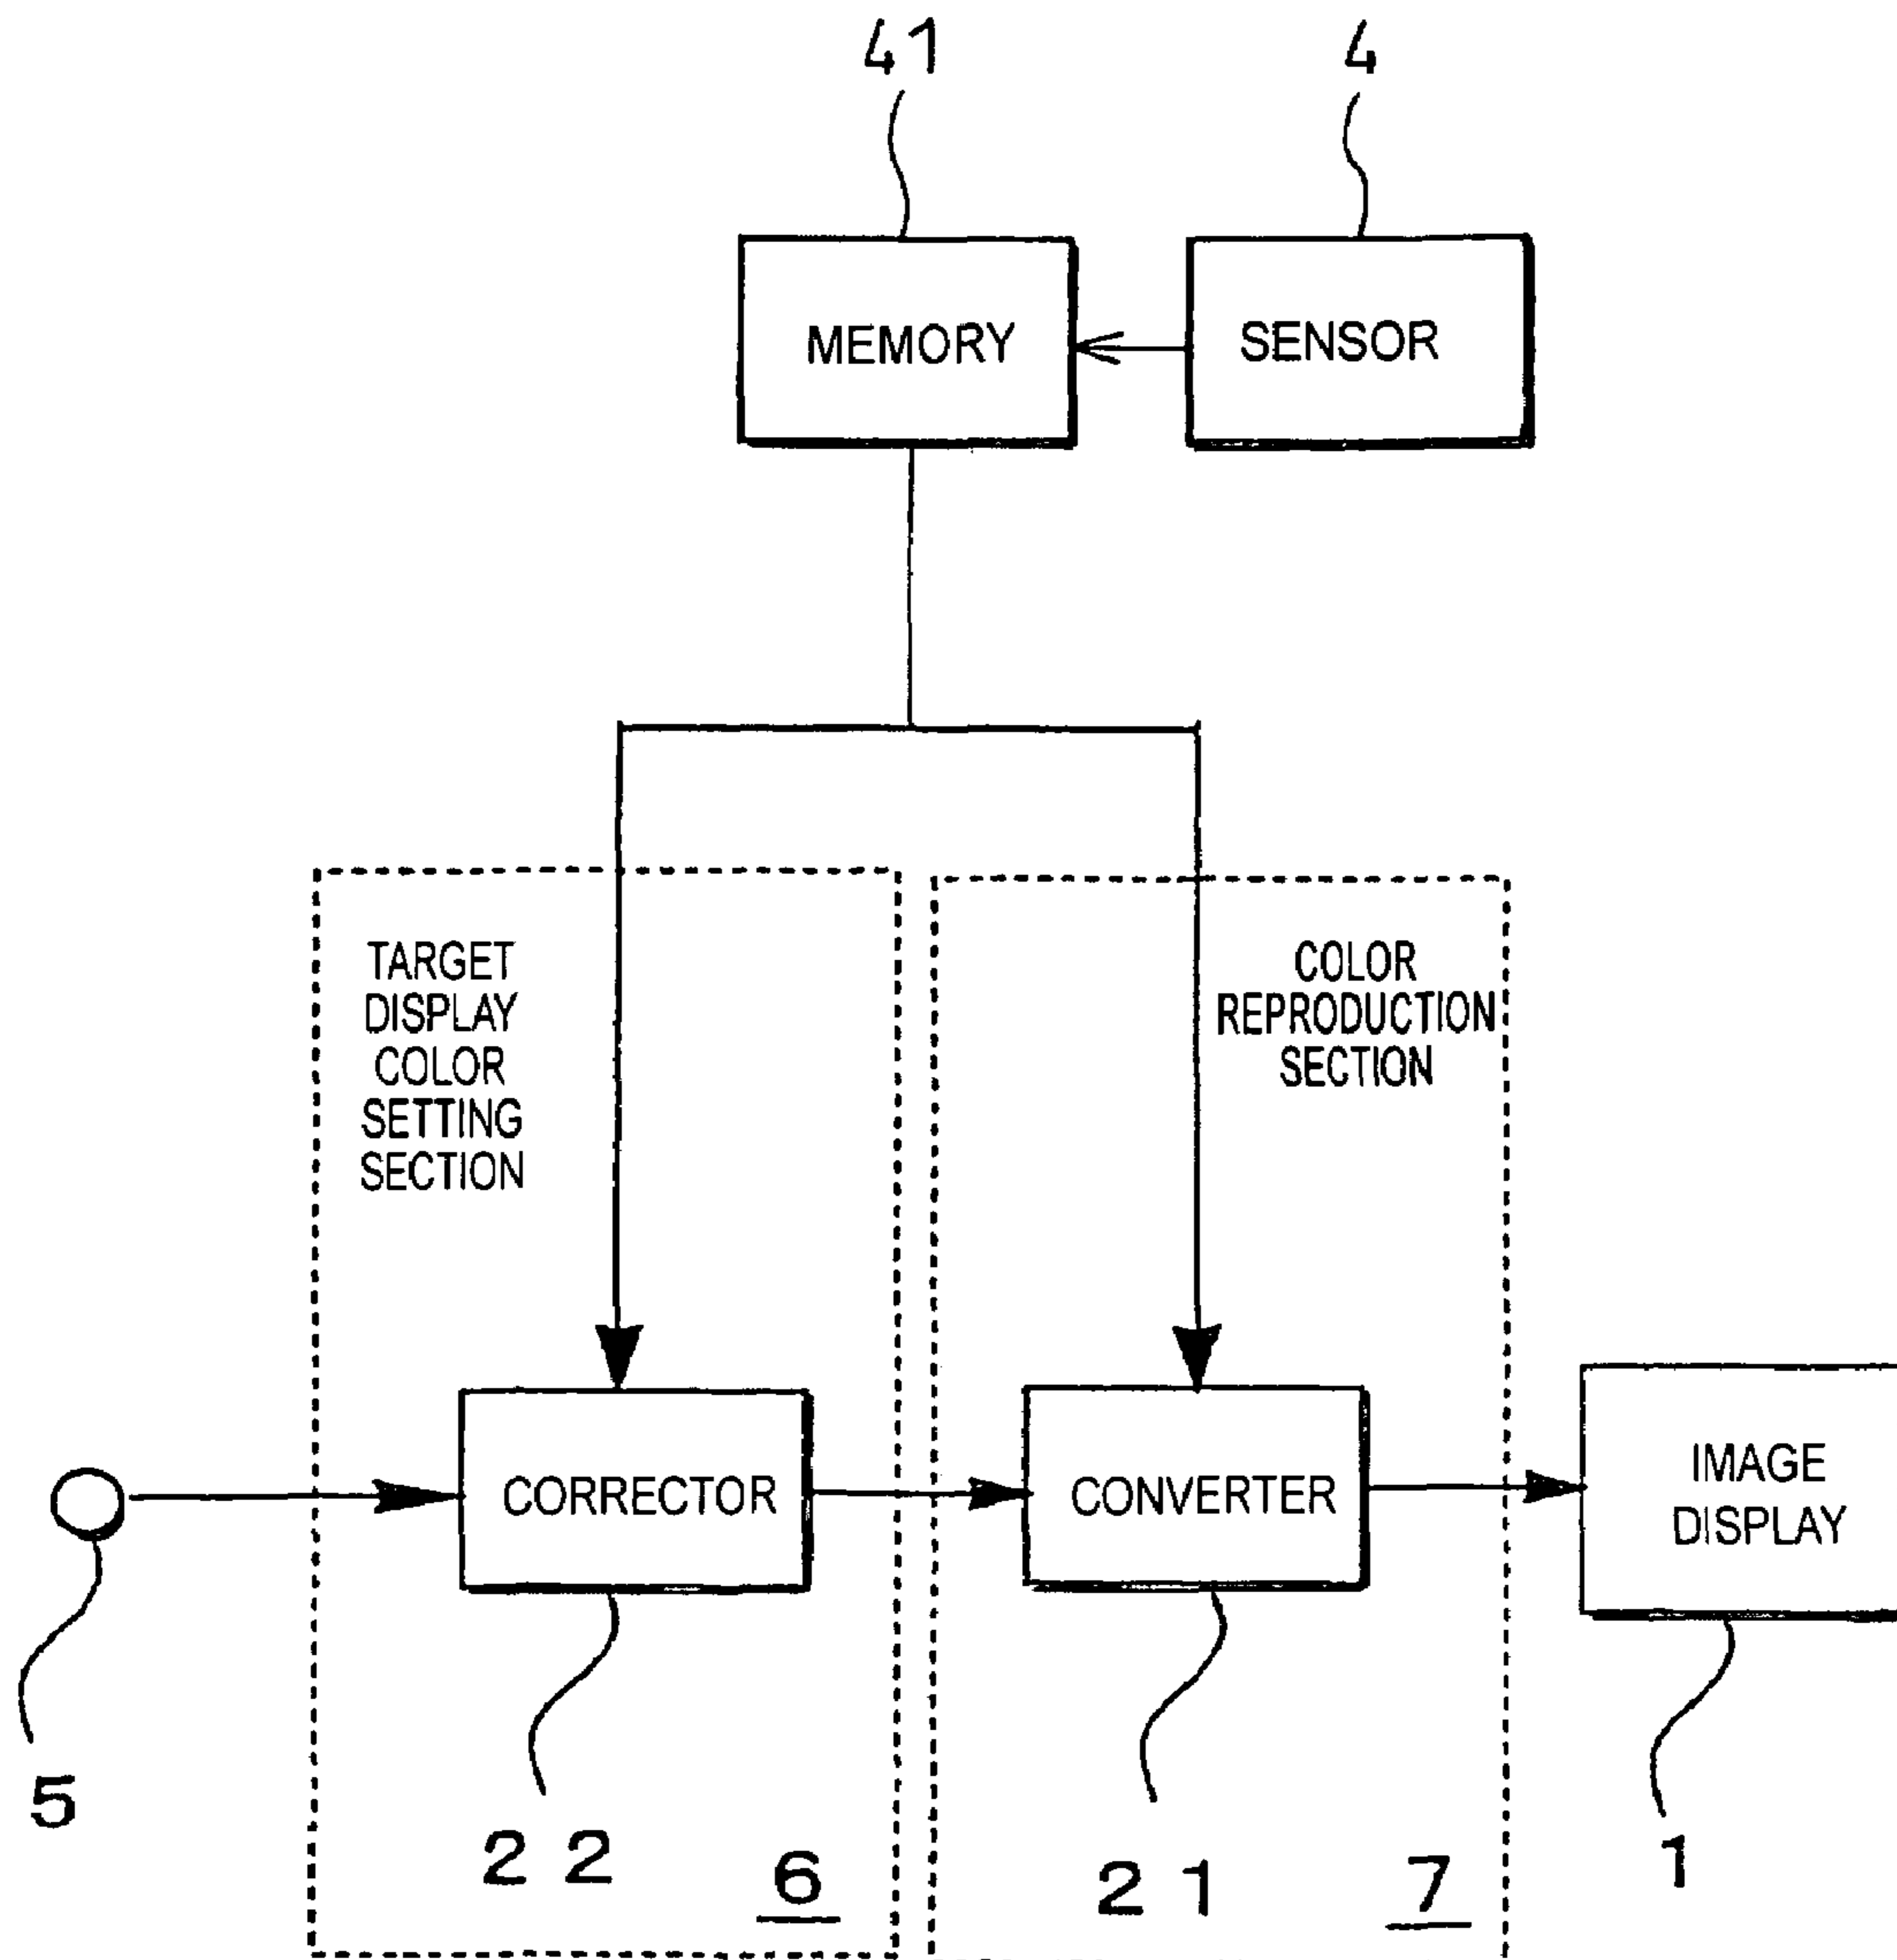 41
4
MEMORY
SENSOR
TARGET
DISPLAY
COLOR
SETTING
SECTION
COLOR
REPRODUCTION
SECTION
CORRECTOR
CONVERTER
IMAGE
DISPLAY
5
22
6
21
7
1